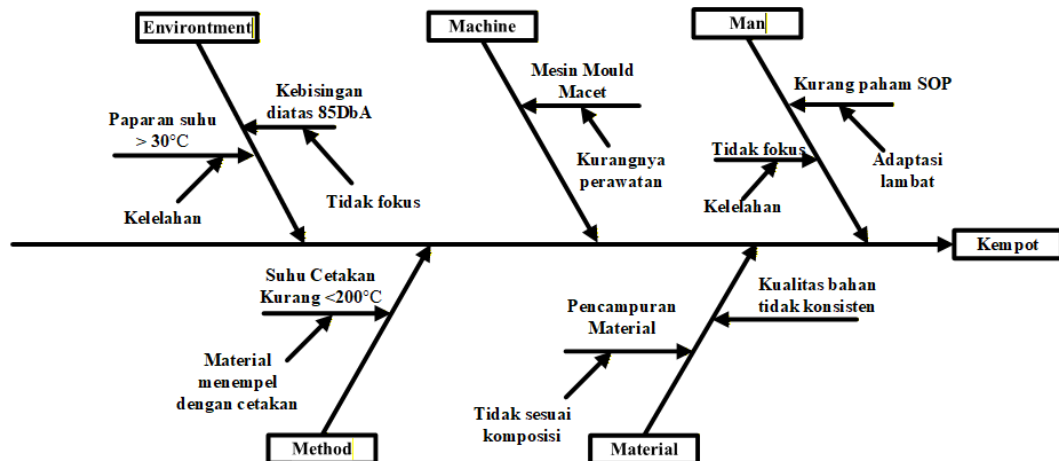 Environtment
Machine
Man
Kebisingan
diatas 85DbA
Paparan suhu
> 30°C
Kelelahan
Tidak fokus
Mesin Mould
Macet
Kurangnya
perawatan
Kurang paham SOP
Tidak fokus
Adaptasi
lambat
Kelelahan
Kempot
Suhu Cetakan
Kurang <200°C
Material
menempel
dengan cetakan
Kualitas bahan
tidak konsisten
Pencampuran
Material
Tidak sesuai
komposisi
Method
Material